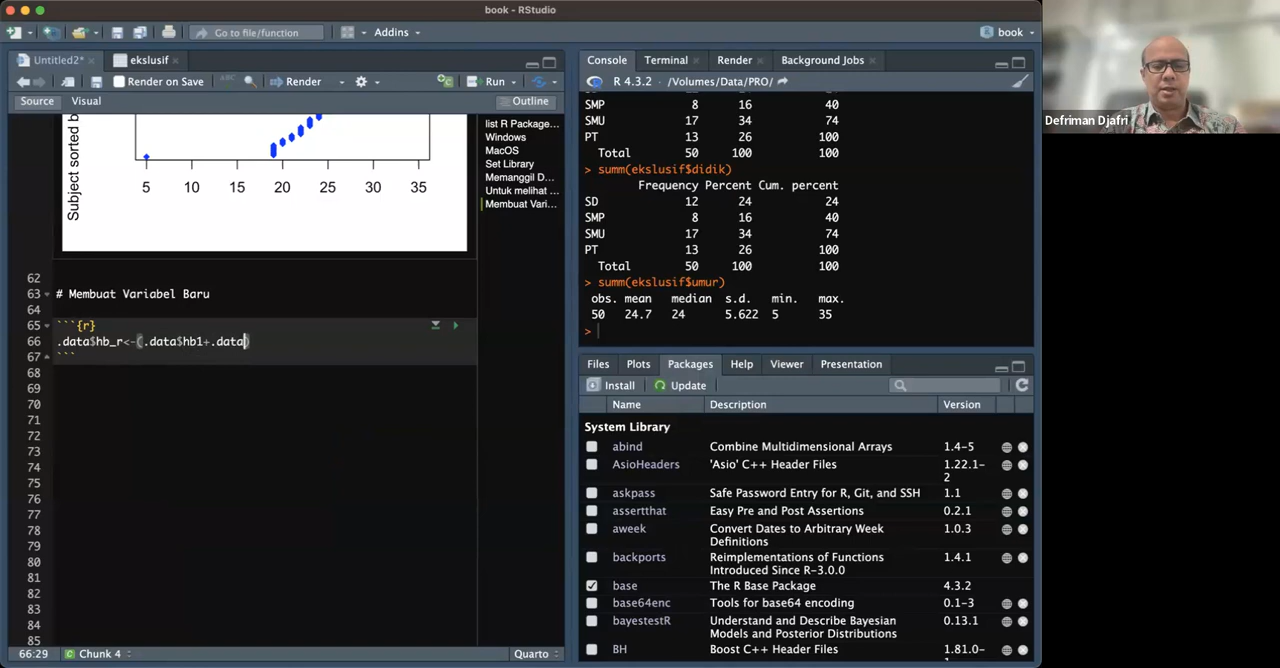 book - RStudio
Go to file/function
Addins
book
Untitled2*
ekslusif
Render on Save
ABC
Render
Run
Source
Visual
Outline
Subject sorted b
5 10 15 20 25 30 35
list R Package...
Windows
MacOS
Set Library
Memanggil D...
Untuk melihat ...
Membuat Vari...
62
63 # Membuat Variabel Baru
64
65 ```{r}
66 .data$hb_r<-(.data$hb1+.data)
67 ```
68
69
70
71
72
73
74
75
76
77
78
79
80
81
82
83
84
85
66:29 Chunk 4 Quarto
Console Terminal Render Background Jobs
R 4.3.2 · /Volumes/Data/PRO/
SMP 8 16 40
SMU 17 34 74
PT 13 26 100
Total 50 100 100
> summ(ekslusif$didik)
Frequency Percent Cum. percent
SD 12 24 24
SMP 8 16 40
SMU 17 34 74
PT 13 26 100
Total 50 100 100
> summ(ekslusif$umur)
obs. mean median s.d. min. max.
50 24.7 24 5.622 5 35
>
Files Plots Packages Help Viewer Presentation
Install Update
Name Description Version
System Library
abind Combine Multidimensional Arrays 1.4-5
AsioHeaders 'Asio' C++ Header Files 1.22.1-
2
askpass Safe Password Entry for R, Git, and SSH 1.1
assertthat Easy Pre and Post Assertions 0.2.1
aweek Convert Dates to Arbitrary Week 1.0.3
Definitions
backports Reimplementations of Functions 1.4.1
Introduced Since R-3.0.0
base The R Base Package 4.3.2
base64enc Tools for base64 encoding 0.1-3
bayestestR Understand and Describe Bayesian 0.13.1
Models and Posterior Distributions
BH Boost C++ Header Files 1.81.0-
Defriman Djafri